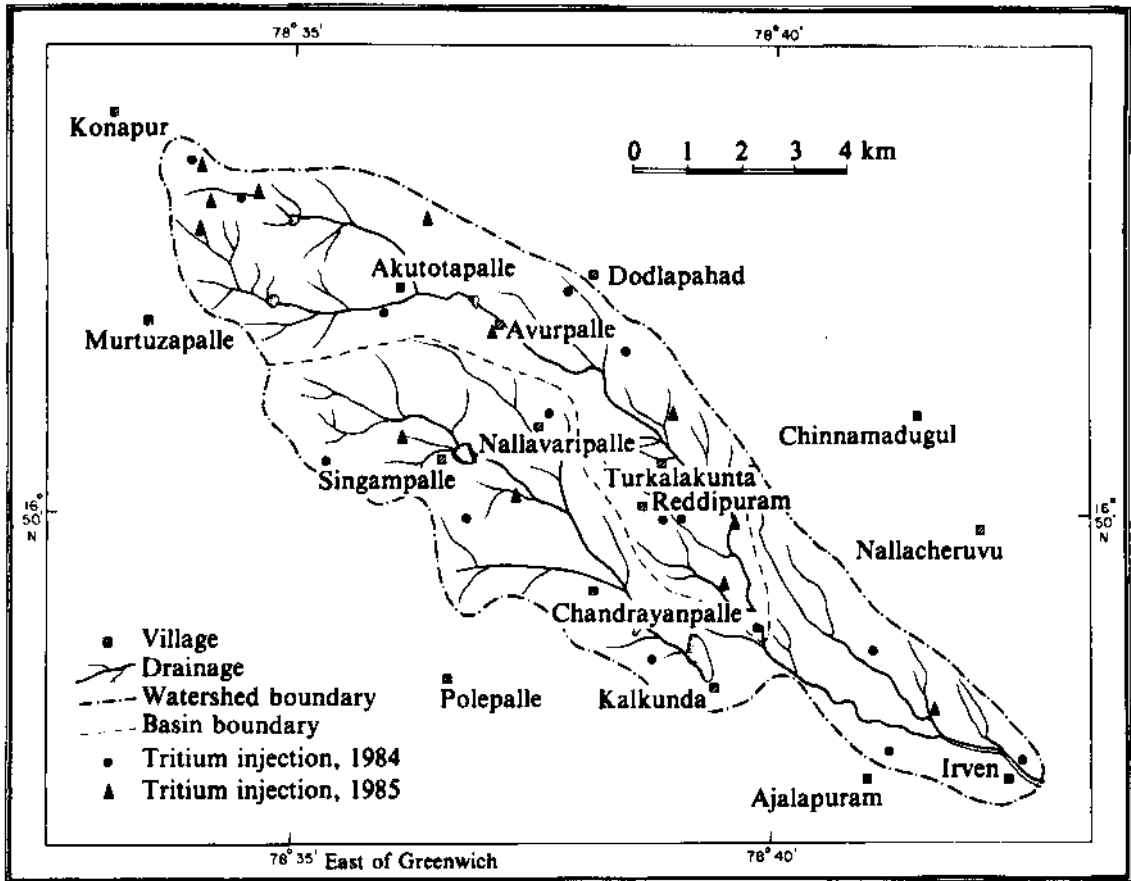 78° 35'
78° 40'
Konapur
0 1 2 3 4 km
Akutotapalle
Dodlapahad
Murtuzapalle
Avurpalle
Chinnamadugul
Nallavaripalle
Singampalle
Turkalakunta
Reddipuram
16° 50' N
16° 50' N
Nallacheruvu
Chandrayanpalle
Village
Drainage
Watershed boundary
Polepalle
Kalkunda
Basin boundary
Tritium injection, 1984
Irven
Tritium injection, 1985
Ajalapuram
78° 35' East of Greenwich
78° 40'